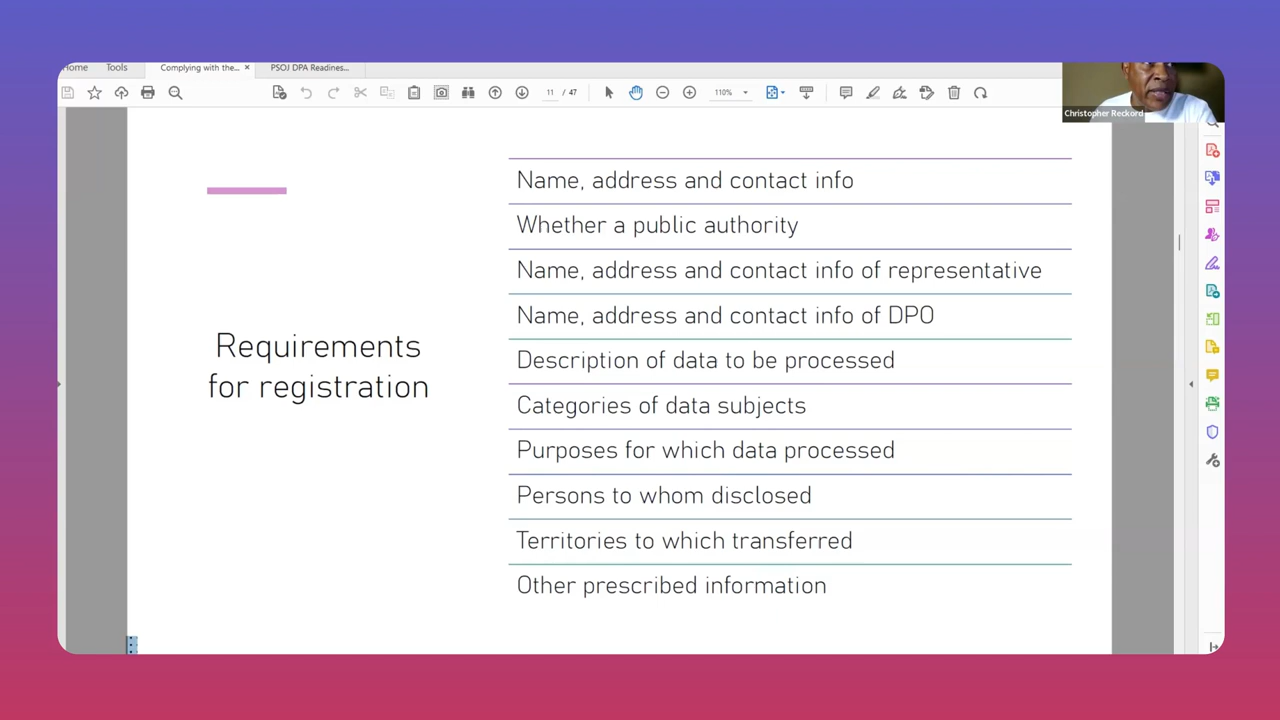 Home Tools Complying with the... × PSOJ DPA Readines...
11 / 47 110%
Christopher Reckord
Requirements
for registration
Name, address and contact info
Whether a public authority
Name, address and contact info of representative
Name, address and contact info of DPO
Description of data to be processed
Categories of data subjects
Purposes for which data processed
Persons to whom disclosed
Territories to which transferred
Other prescribed information